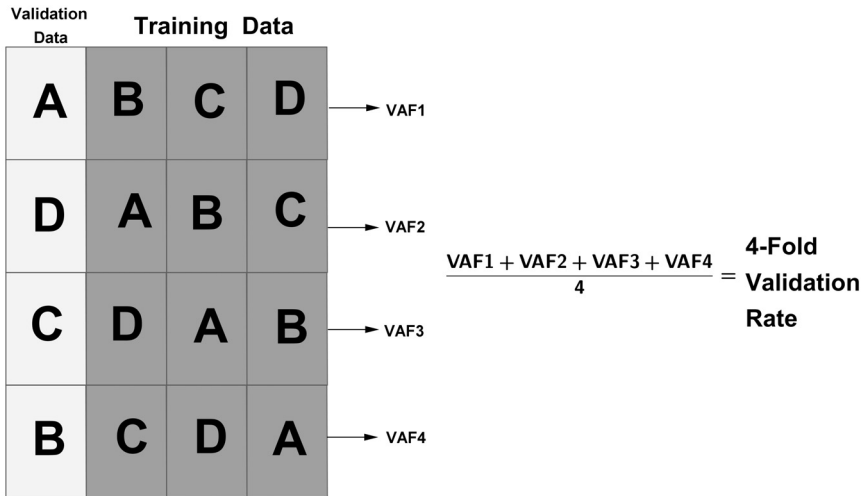 Validation
Data
Training Data
A B C D → VAF1
D A B C → VAF2
C D A B → VAF3
B C D A → VAF4
VAF1 + VAF2 + VAF3 + VAF4
4
=
4-Fold
Validation
Rate